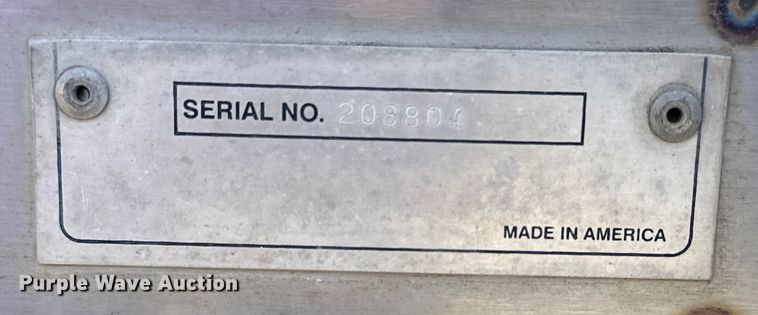 SERIAL NO. 208804
MADE IN AMERICA
Purple Wave Auction